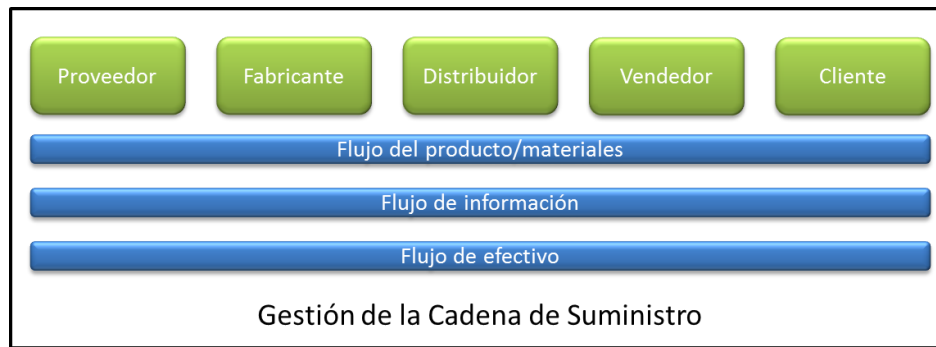 Proveedor
Fabricante
Distribuidor
Vendedor
Cliente
Flujo del producto/materiales
Flujo de información
Flujo de efectivo
Gestión de la Cadena de Suministro